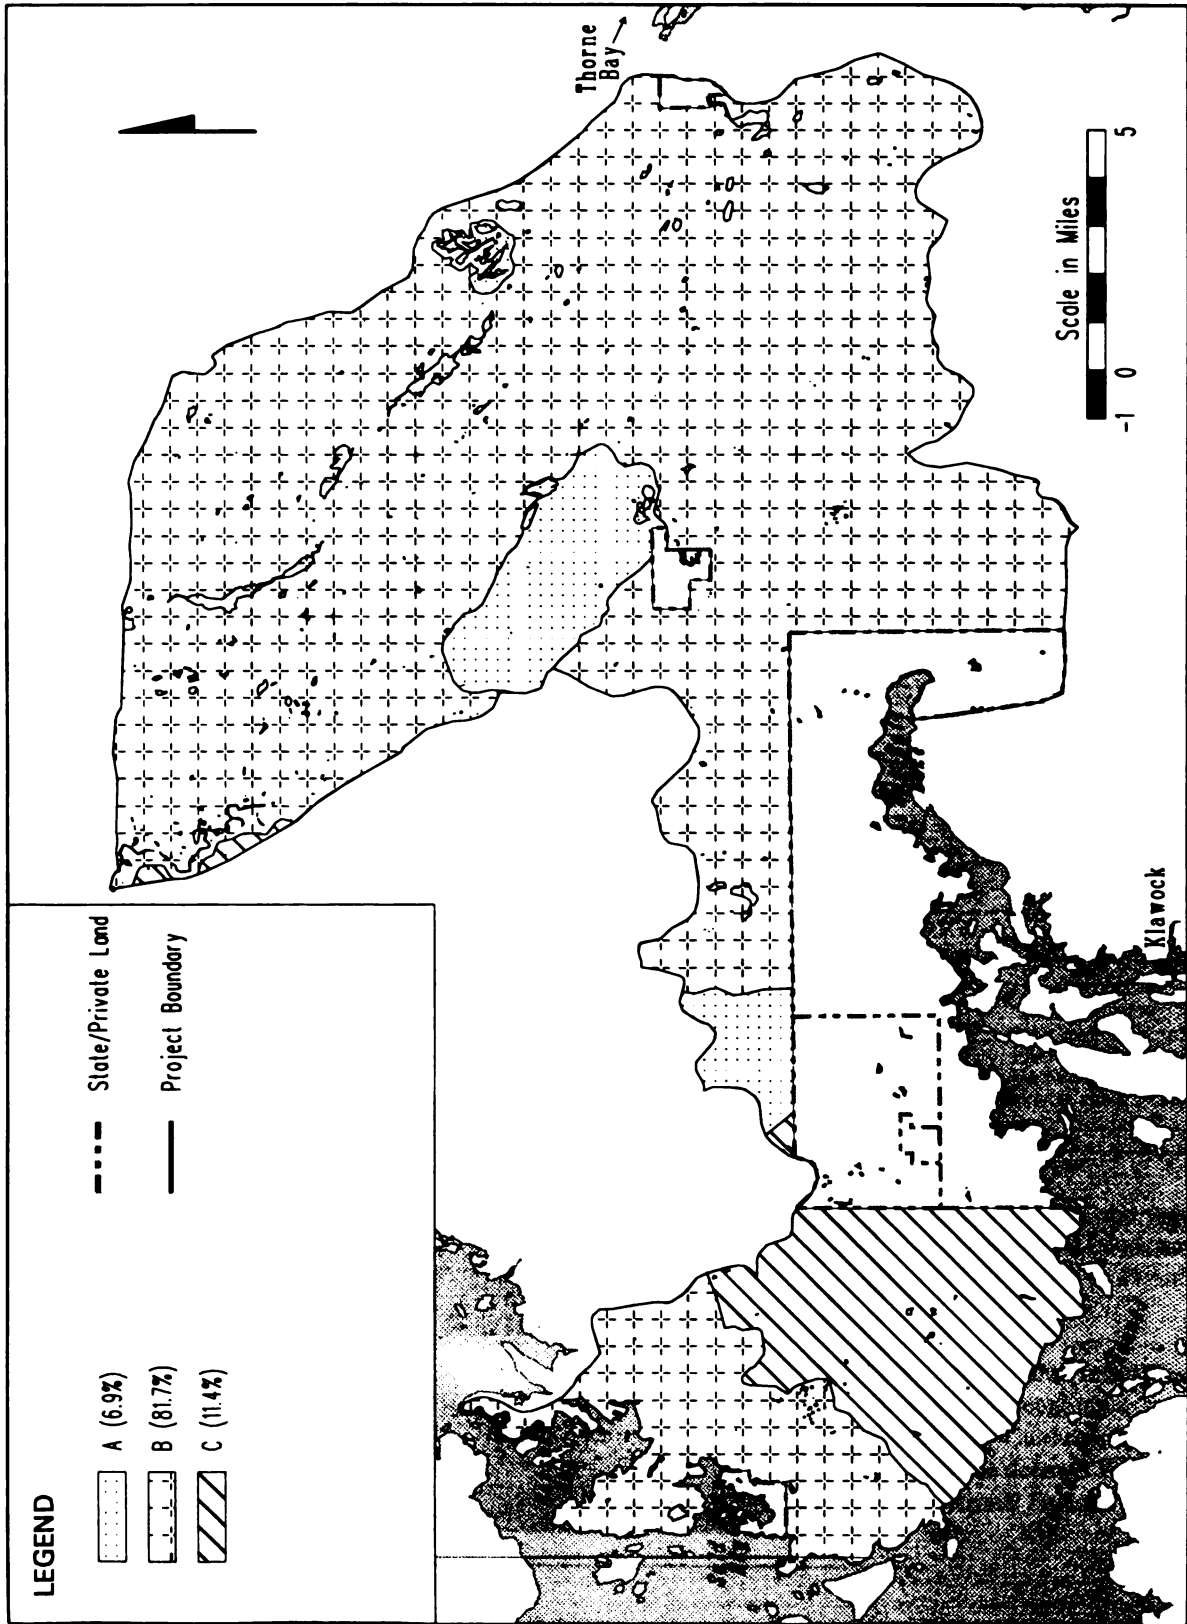 LEGEND
A (6.9%)
B (81.7%)
C (11.4%)
State/Private Land
Project Boundary
Thorne
Bay
Klawock
Scale in Miles
-1 0 5